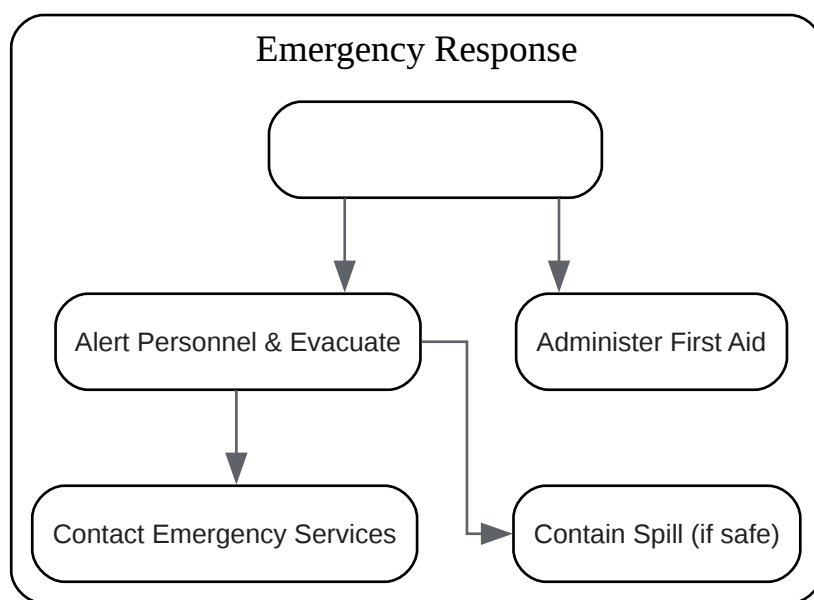 Emergency Response
Alert Personnel & Evacuate
Administer First Aid
Contact Emergency Services
Contain Spill (if safe)